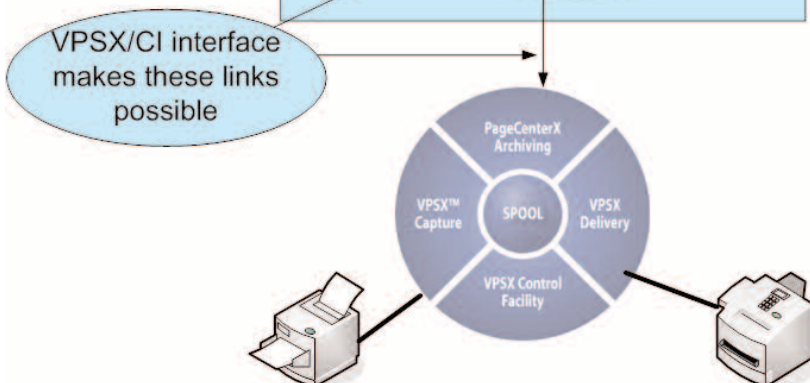 VPSX/CI interface
makes these links
possible
PageCenterX
Archiving
VPSX™
Capture
SPOOL
VPSX
Delivery
VPSX Control
Facility